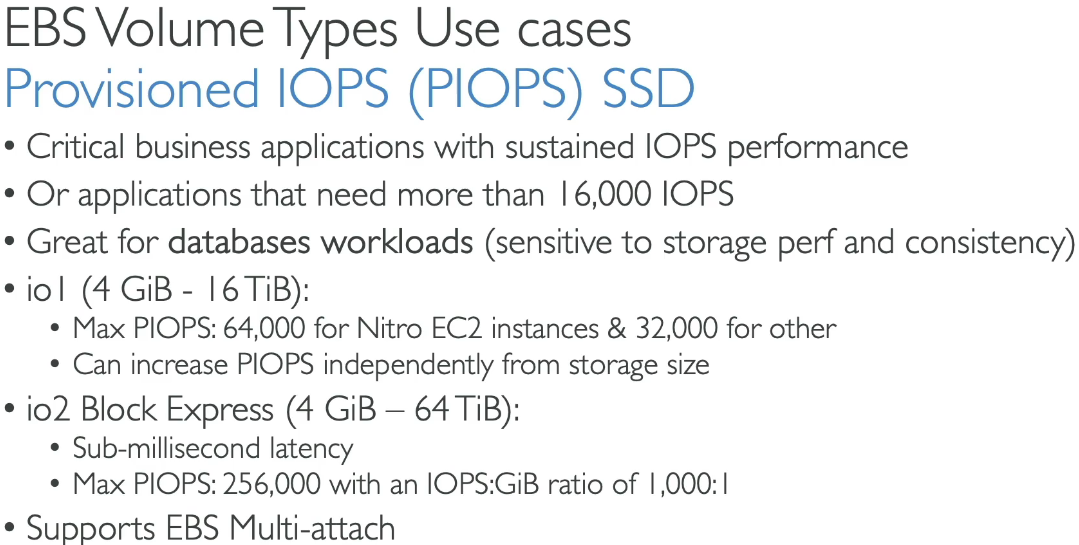 EBS Volume Types Use cases
Provisioned IOPS (PIOPS) SSD
• Critical business applications with sustained IOPS performance
• Or applications that need more than 16,000 IOPS
• Great for databases workloads (sensitive to storage perf and consistency)
• io1 (4 GiB - 16 TiB):
• Max PIOPS: 64,000 for Nitro EC2 instances & 32,000 for other
• Can increase PIOPS independently from storage size
• io2 Block Express (4 GiB – 64 TiB):
• Sub-millisecond latency
• Max PIOPS: 256,000 with an IOPS:GiB ratio of 1,000:1
• Supports EBS Multi-attach